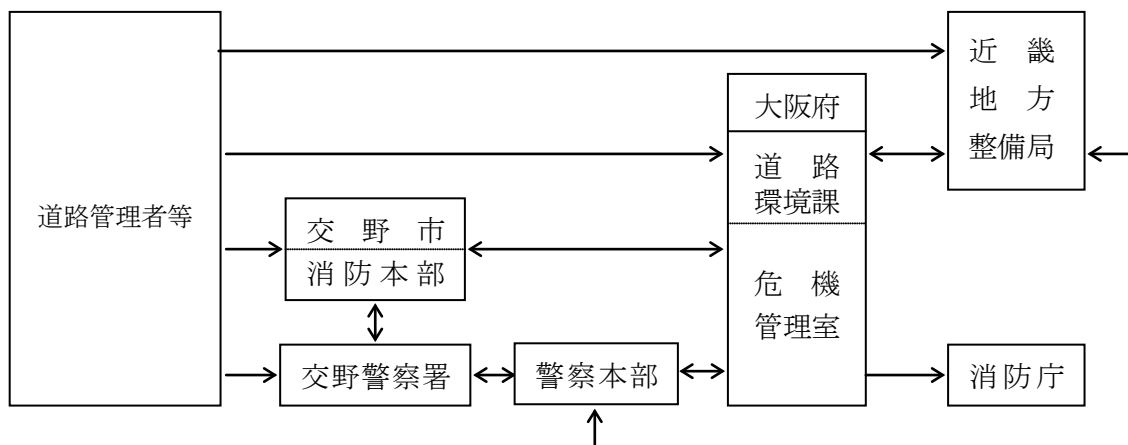 道路管理者等
交野市
消防本部
交野警察署
警察本部
大阪府
道路
環境課
危機
管理室
近畿
地方
整備局
消防庁